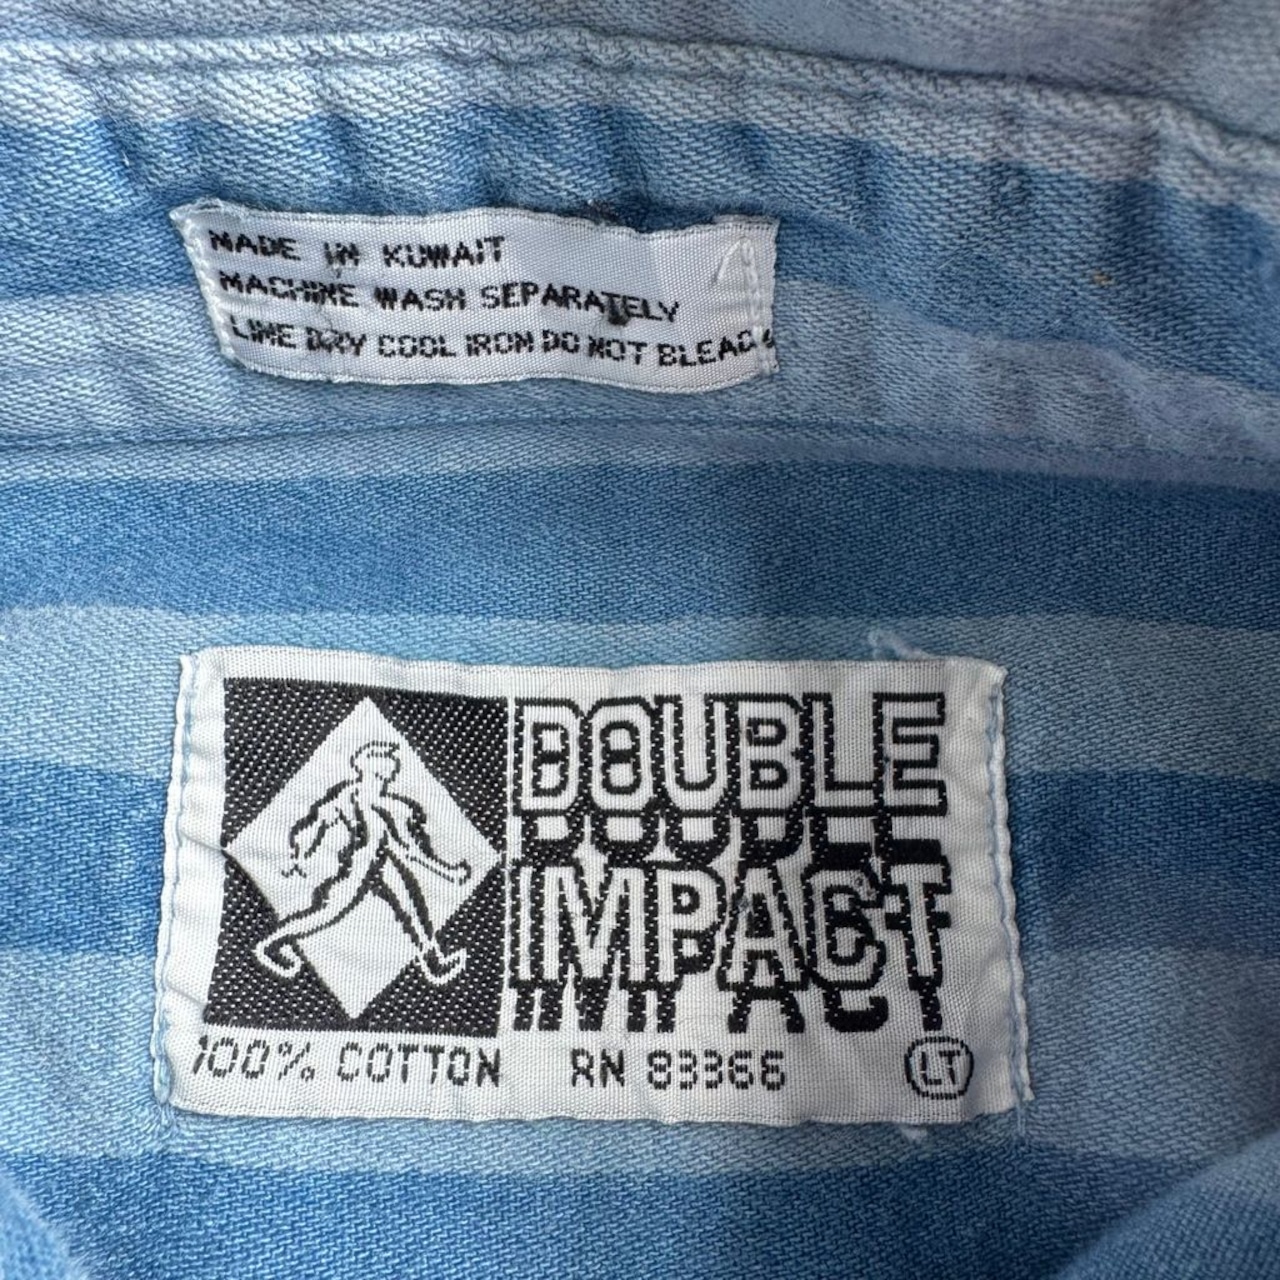 MADE IN KUWAIT
MACHINE WASH SEPARATELY
LINE DRY COOL IRON DO NOT BLEAC
DOUBLE
IMPACT
100% COTTON RN 83366
LT